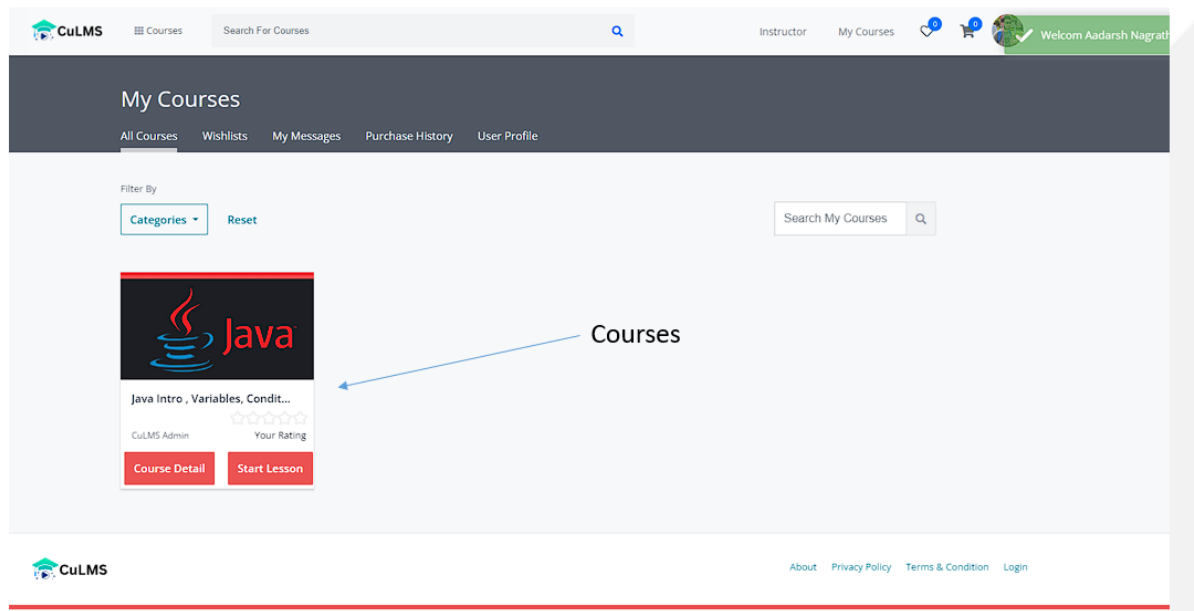 CuLMS Courses Search For Courses Instructor My Courses 0 0 Welcom Aadarsh Nagrath
My Courses
All Courses Wishlists My Messages Purchase History User Profile
Filter By
Categories Reset Search My Courses
Java
Courses
Java Intro , Variables, Condit...
CuLMS Admin Your Rating
Course Detail Start Lesson
CuLMS About Privacy Policy Terms & Condition Login